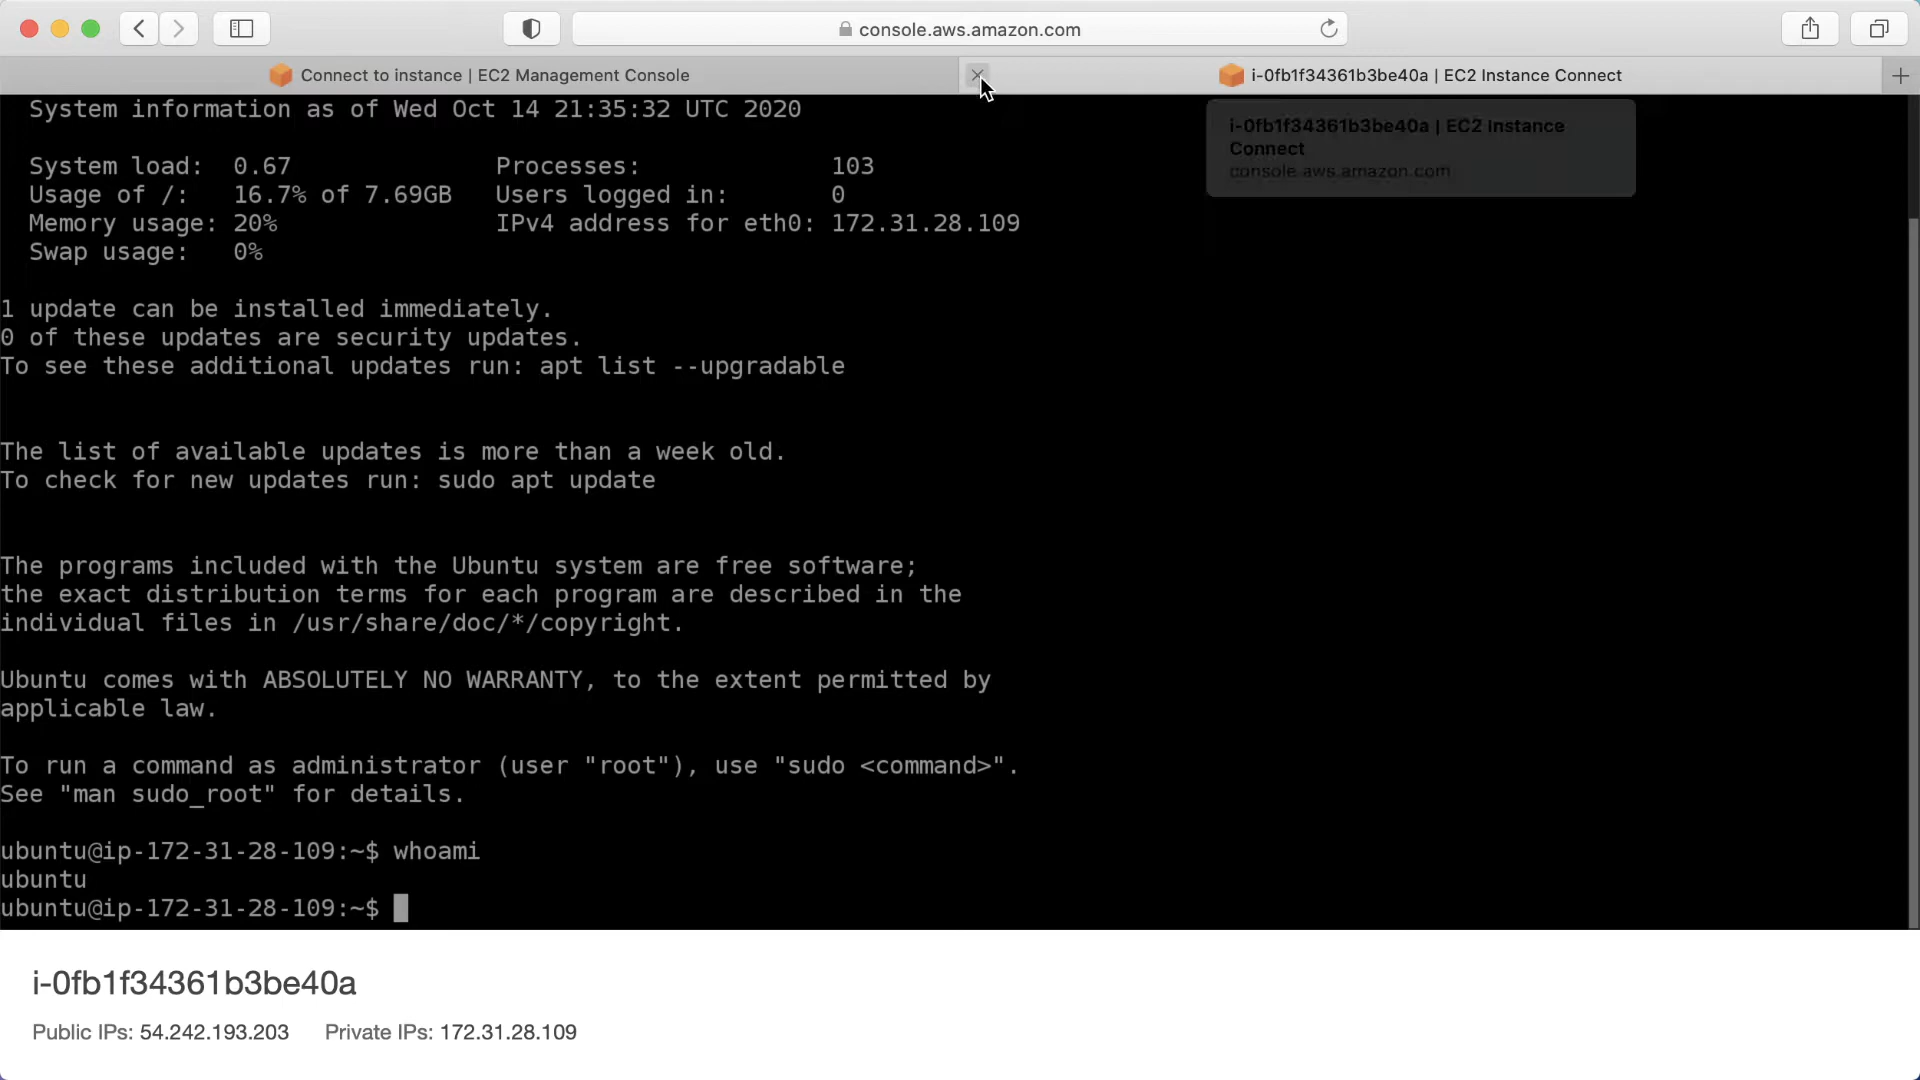 console.aws.amazon.com
Connect to instance | EC2 Management Console
i-0fb1f34361b3be40a | EC2 Instance Connect
i-0fb1f34361b3be40a | EC2 Instance
Connect
console.aws.amazon.com
System information as of Wed Oct 14 21:35:32 UTC 2020
System load: 0.67 Processes: 103
Usage of /: 16.7% of 7.69GB Users logged in: 0
Memory usage: 20% IPv4 address for eth0: 172.31.28.109
Swap usage: 0%
1 update can be installed immediately.
0 of these updates are security updates.
To see these additional updates run: apt list --upgradable
The list of available updates is more than a week old.
To check for new updates run: sudo apt update
The programs included with the Ubuntu system are free software;
the exact distribution terms for each program are described in the
individual files in /usr/share/doc/*/copyright.
Ubuntu comes with ABSOLUTELY NO WARRANTY, to the extent permitted by
applicable law.
To run a command as administrator (user "root"), use "sudo <command>".
See "man sudo_root" for details.
ubuntu@ip-172-31-28-109:~$ whoami
ubuntu
ubuntu@ip-172-31-28-109:~$
i-0fb1f34361b3be40a
Public IPs: 54.242.193.203 Private IPs: 172.31.28.109